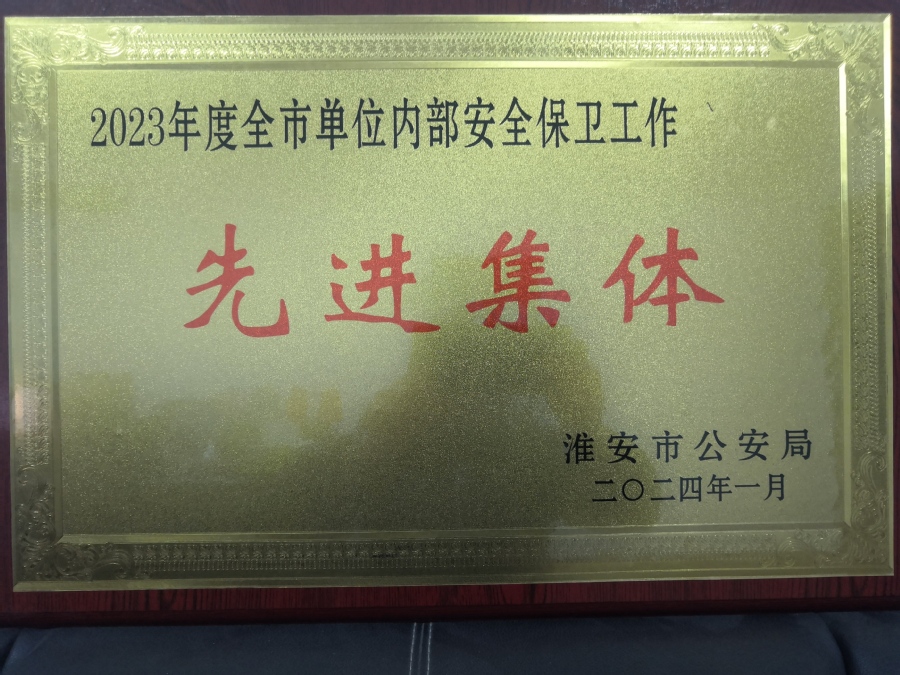 2023年度全市单位内部安全保卫工作
先进集体
淮安市公安局
二〇二四年一月